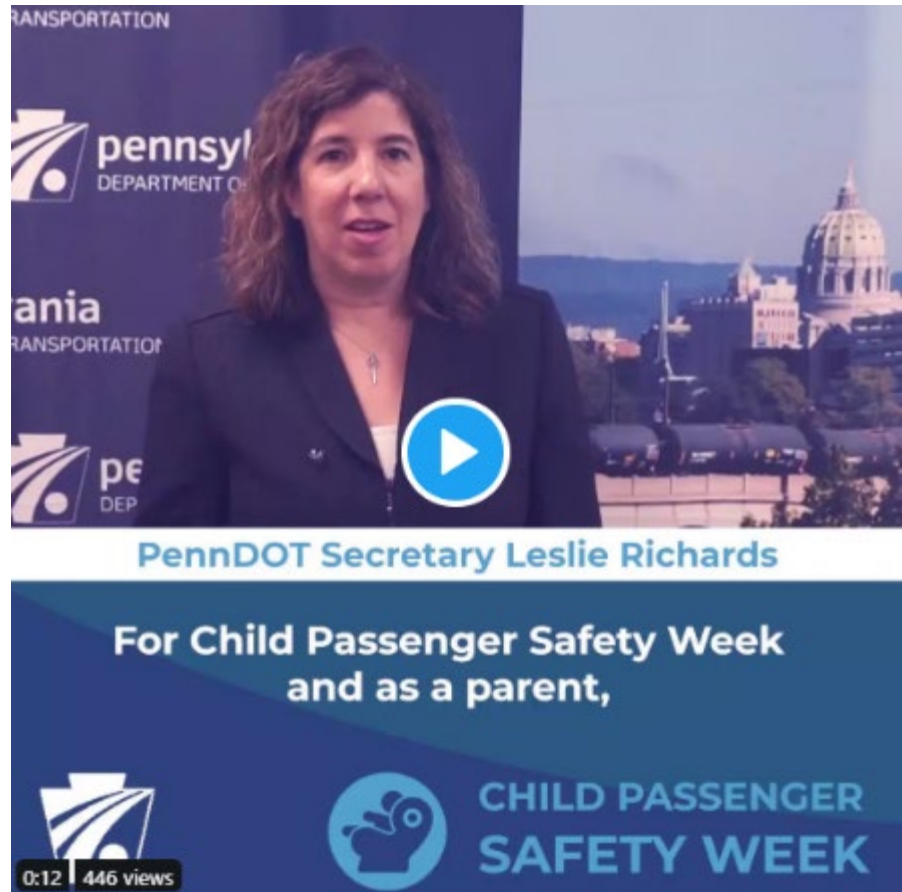 RANSPORTATION
pennsyl
DEPARTMENT O
ania
RANSPORTATION
pe
DEP
PennDOT Secretary Leslie Richards
For Child Passenger Safety Week
and as a parent,
CHILD PASSENGER
SAFETY WEEK
0:12
446 views